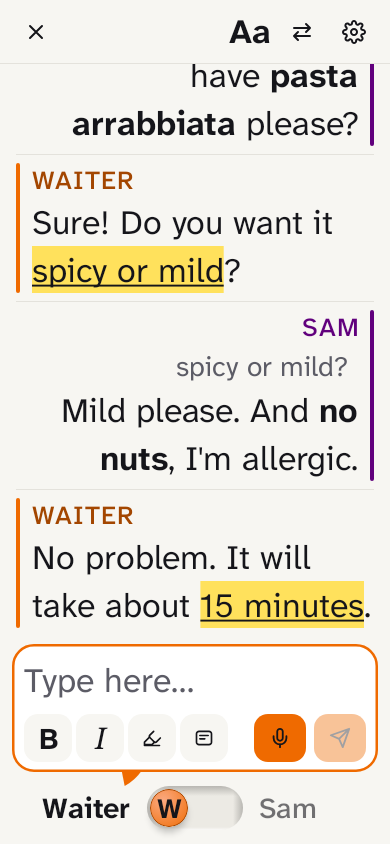 Aa
have pasta
arrabbiata please?
WAITER
Sure! Do you want it
spicy or mild?
SAM
spicy or mild?
Mild please. And no
nuts, I'm allergic.
WAITER
No problem. It will
take about 15 minutes.
Type here...
B I
Waiter W Sam